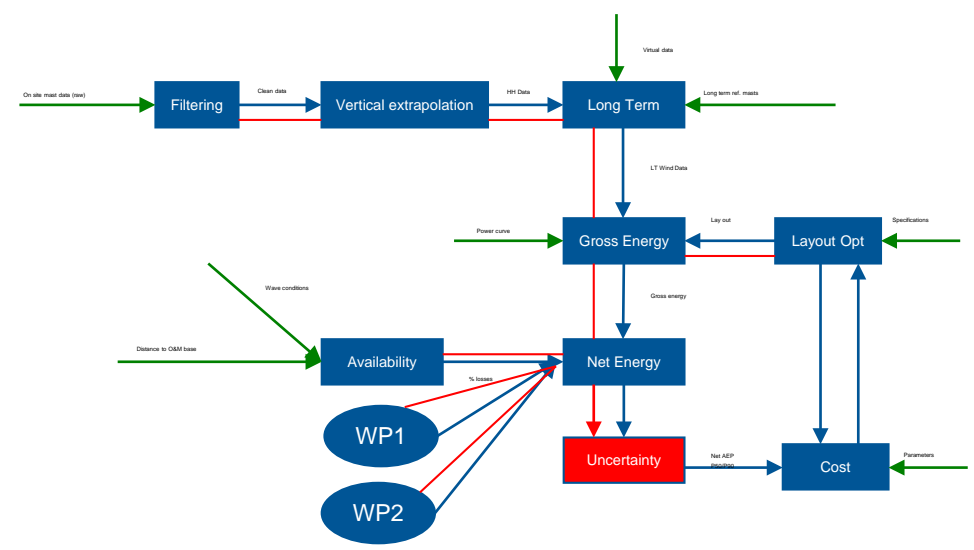 Virtual data
On site mast data (raw)
Filtering
Clean data
Vertical extrapolation
HH Data
Long Term
Long term ref. masts
LT Wind Data
Power curve
Gross Energy
Lay out
Layout Opt
Specifications
Wave conditions
Gross energy
Distance to O&M base
Availability
% losses
Net Energy
WP1
Uncertainty
Net AEP
Cost
Parameters
WP2